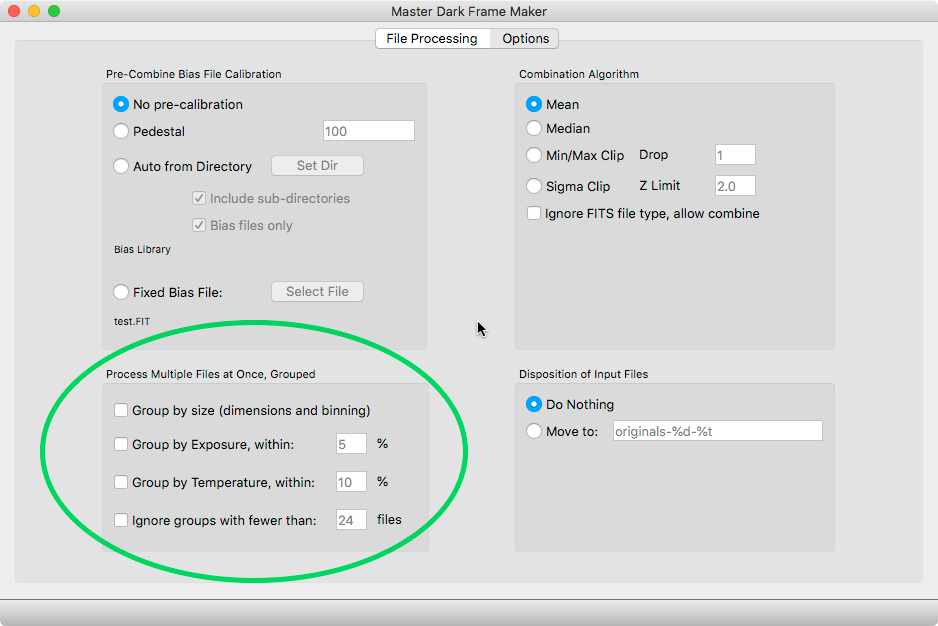 Master Dark Frame Maker
File Processing
Options
Pre-Combine Bias File Calibration
No pre-calibration
Pedestal 100
Auto from Directory Set Dir
Include sub-directories
Bias files only
Bias Library
Fixed Bias File: Select File
test.FIT
Combination Algorithm
Mean
Median
Min/Max Clip Drop 1
Sigma Clip Z Limit 2.0
Ignore FITS file type, allow combine
Process Multiple Files at Once, Grouped
Group by size (dimensions and binning)
Group by Exposure, within: 5 %
Group by Temperature, within: 10 %
Ignore groups with fewer than: 24 files
Disposition of Input Files
Do Nothing
Move to: originals-%d-%t